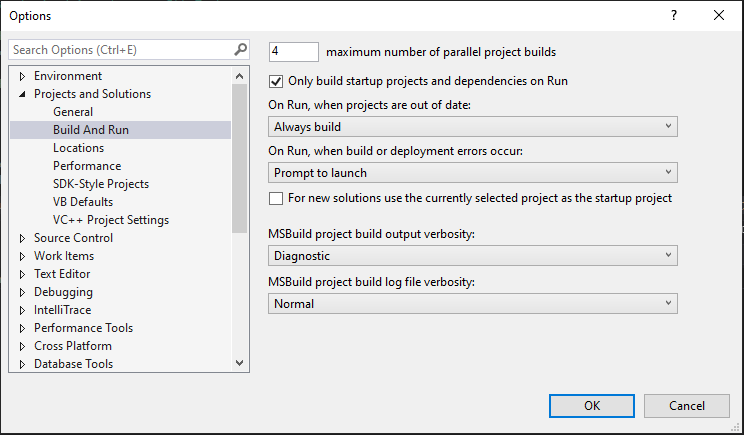 Options
?
Search Options (Ctrl+E)
Environment
Projects and Solutions
General
Build And Run
Locations
Performance
SDK-Style Projects
VB Defaults
VC++ Project Settings
Source Control
Work Items
Text Editor
Debugging
IntelliTrace
Performance Tools
Cross Platform
Database Tools
4 maximum number of parallel project builds
Only build startup projects and dependencies on Run
On Run, when projects are out of date:
Always build
On Run, when build or deployment errors occur:
Prompt to launch
For new solutions use the currently selected project as the startup project
MSBuild project build output verbosity:
Diagnostic
MSBuild project build log file verbosity:
Normal
OK
Cancel